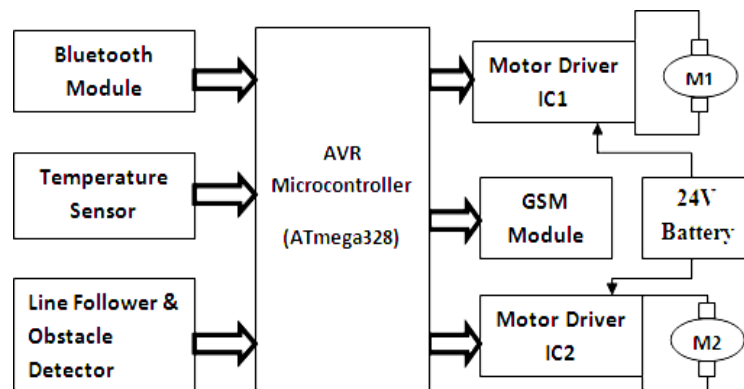 Bluetooth
Module
Temperature
Sensor
Line Follower &
Obstacle
Detector
AVR
Microcontroller
(ATmega328)
Motor Driver
IC1
M1
GSM
Module
24V
Battery
Motor Driver
IC2
M2